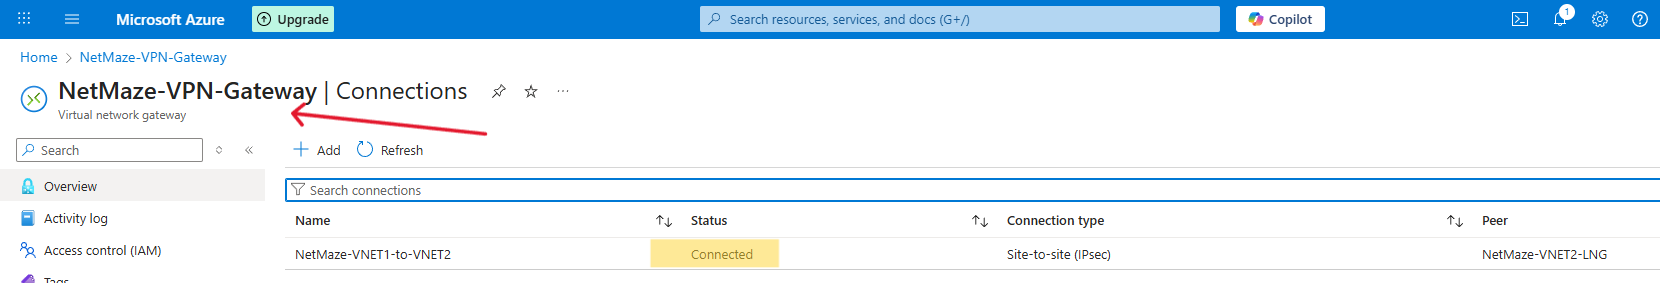 Microsoft Azure
Upgrade
Search resources, services, and docs (G+/)
Copilot
1
Home > NetMaze-VPN-Gateway
NetMaze-VPN-Gateway | Connections
Virtual network gateway
Search
Add
Refresh
Overview
Search connections
Activity log
Name
Status
Connection type
Peer
Access control (IAM)
NetMaze-VNET1-to-VNET2
Connected
Site-to-site (IPsec)
NetMaze-VNET2-LNG
Tags